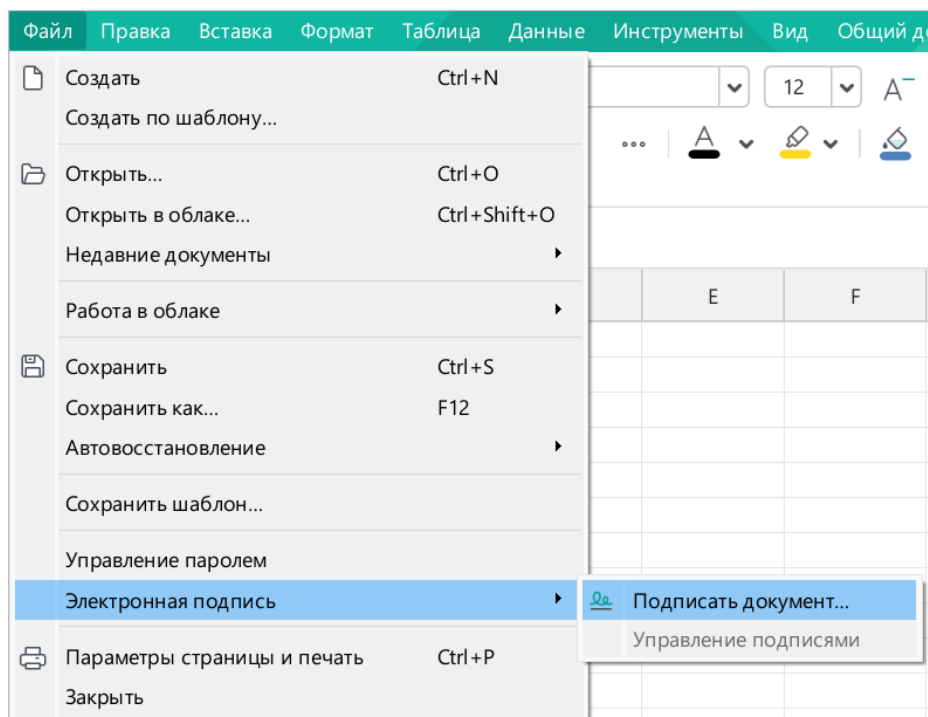 Файл Правка Вставка Формат Таблица Данные Инструменты Вид Общий д
Создать Ctrl+N
12 A
Создать по шаблону...
A
Открыть... Ctrl+O
Открыть в облаке... Ctrl+Shift+O
Недавние документы
E F
Работа в облаке
Сохранить Ctrl+S
Сохранить как... F12
Автовосстановление
Сохранить шаблон...
Управление паролем
Электронная подпись Подписать документ...
Управление подписями
Параметры страницы и печать Ctrl+P
Закрыть